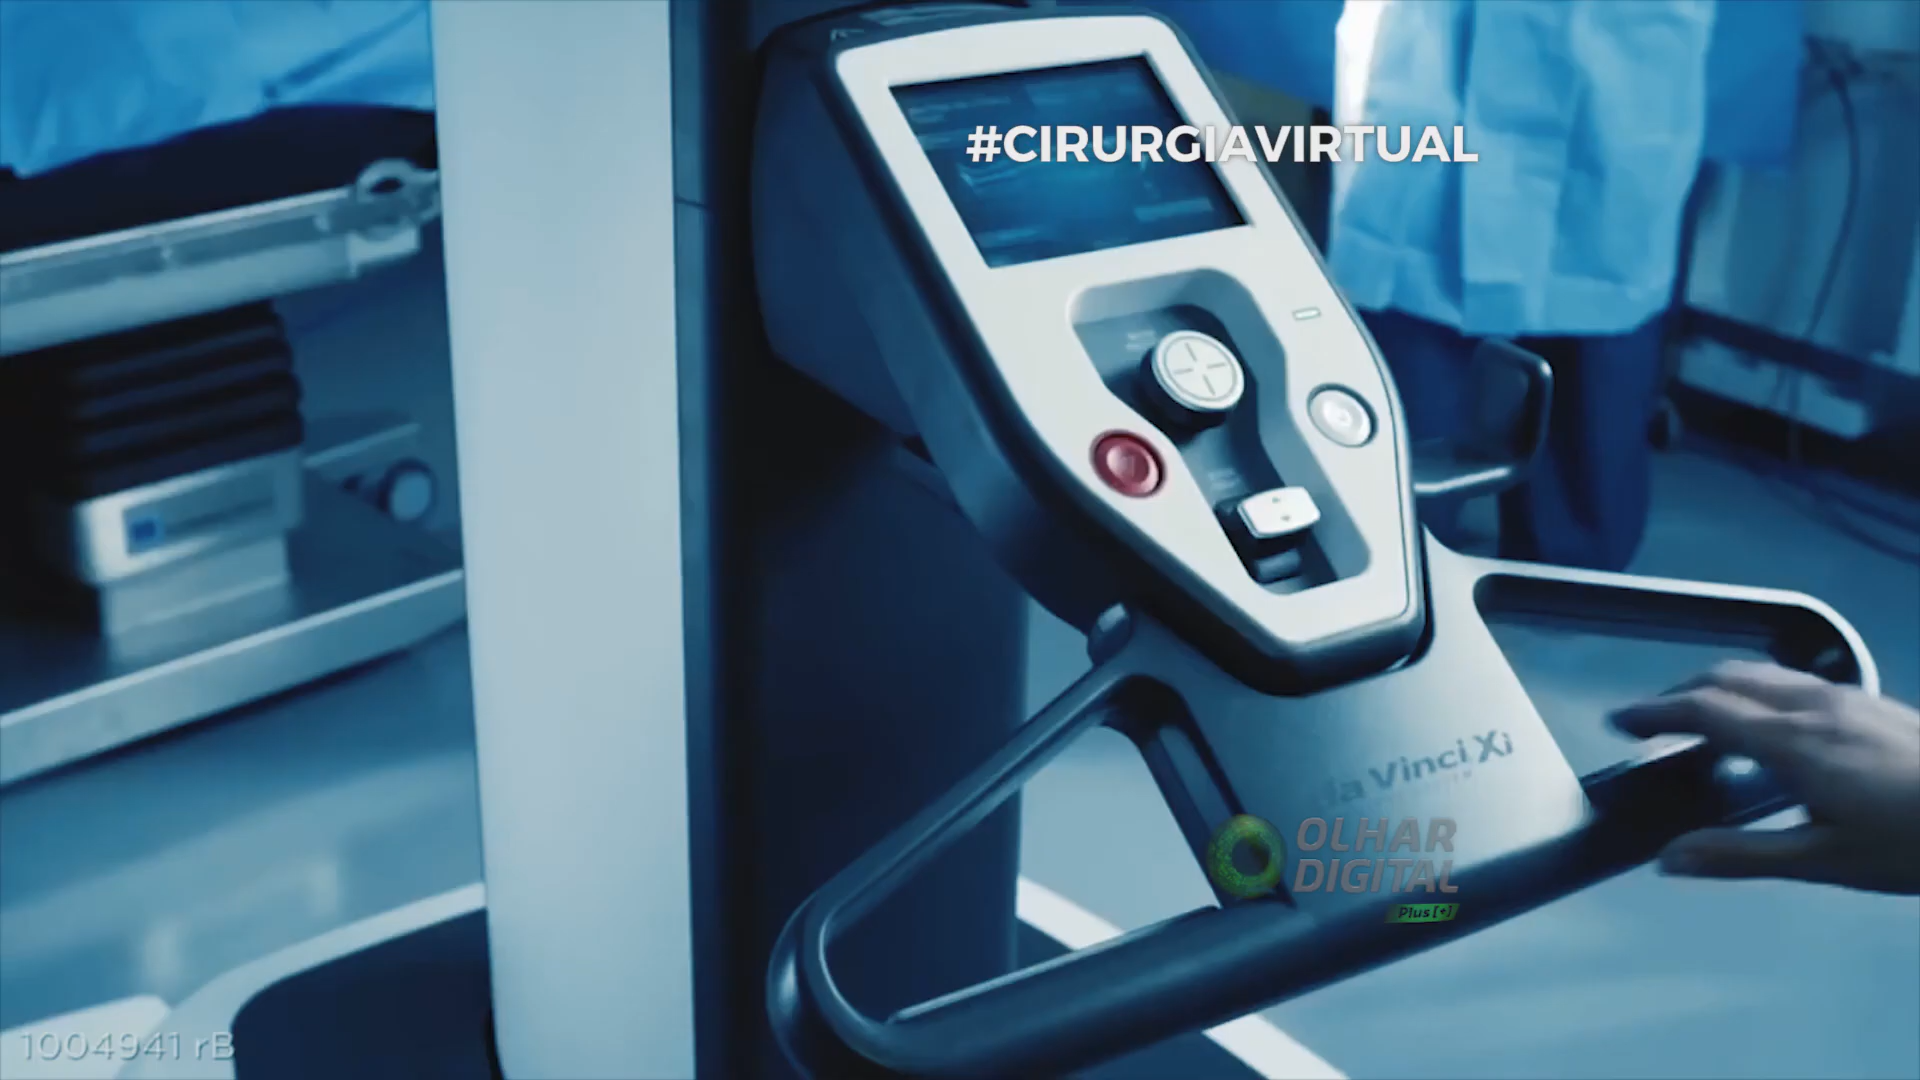 #CIRURGIAVIRTUAL
da Vinci Xi
OLHAR
DIGITAL
Plus [+]
1004941 rB